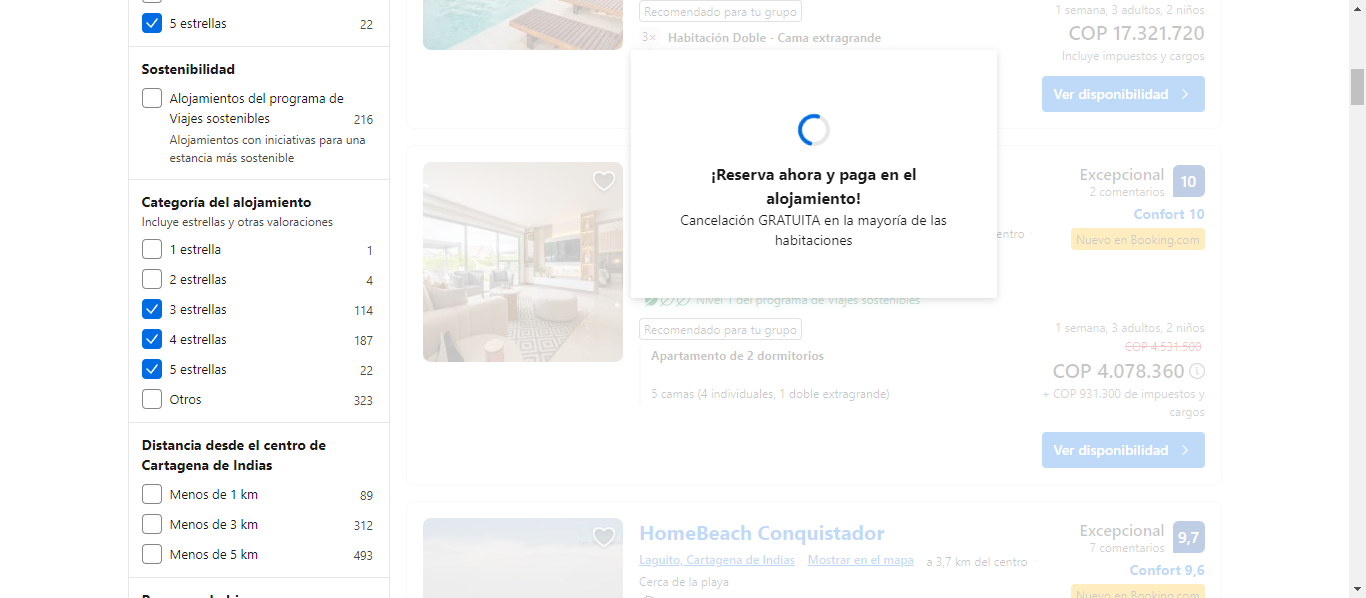 5 estrellas 22
Sostenibilidad
Alojamientos del programa de
Viajes sostenibles 216
Alojamientos con iniciativas para una
estancia más sostenible
Categoría del alojamiento
Incluye estrellas y otras valoraciones
1 estrella 1
2 estrellas 4
3 estrellas 114
4 estrellas 187
5 estrellas 22
Otros 323
Distancia desde el centro de
Cartagena de Indias
Menos de 1 km 89
Menos de 3 km 312
Menos de 5 km 493
Recomendado para tu grupo
3× Habitación Doble - Cama extragrande
1 semana, 3 adultos, 2 niños
COP 17.321.720
Incluye impuestos y cargos
Ver disponibilidad
¡Reserva ahora y paga en el
alojamiento!
Cancelación GRATUITA en la mayoría de las
habitaciones
Excepcional 10
2 comentarios
Confort 10
entro
Nuevo en Booking.com
Nivel 1 del programa de Viajes sostenibles
Recomendado para tu grupo
Apartamento de 2 dormitorios
5 camas (4 individuales, 1 doble extragrande)
1 semana, 3 adultos, 2 niños
COP 4.531.500
COP 4.078.360
+ COP 931.300 de impuestos y
cargos
Ver disponibilidad
HomeBeach Conquistador
Laguito, Cartagena de Indias Mostrar en el mapa a 3,7 km del centro
Cerca de la playa
Excepcional 9,7
7 comentarios
Confort 9,6
Nuevo en Booking.com